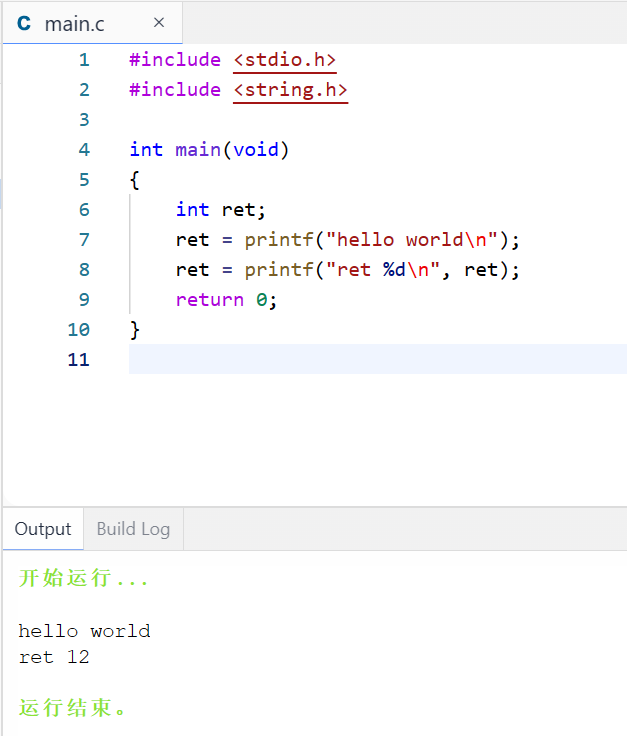 C main.c ×
1 #include <stdio.h>
2 #include <string.h>
3
4 int main(void)
5 {
6     int ret;
7     ret = printf("hello world\n");
8     ret = printf("ret %d\n", ret);
9     return 0;
10 }
11
Output Build Log
开始运行...
hello world
ret 12
运行结束。